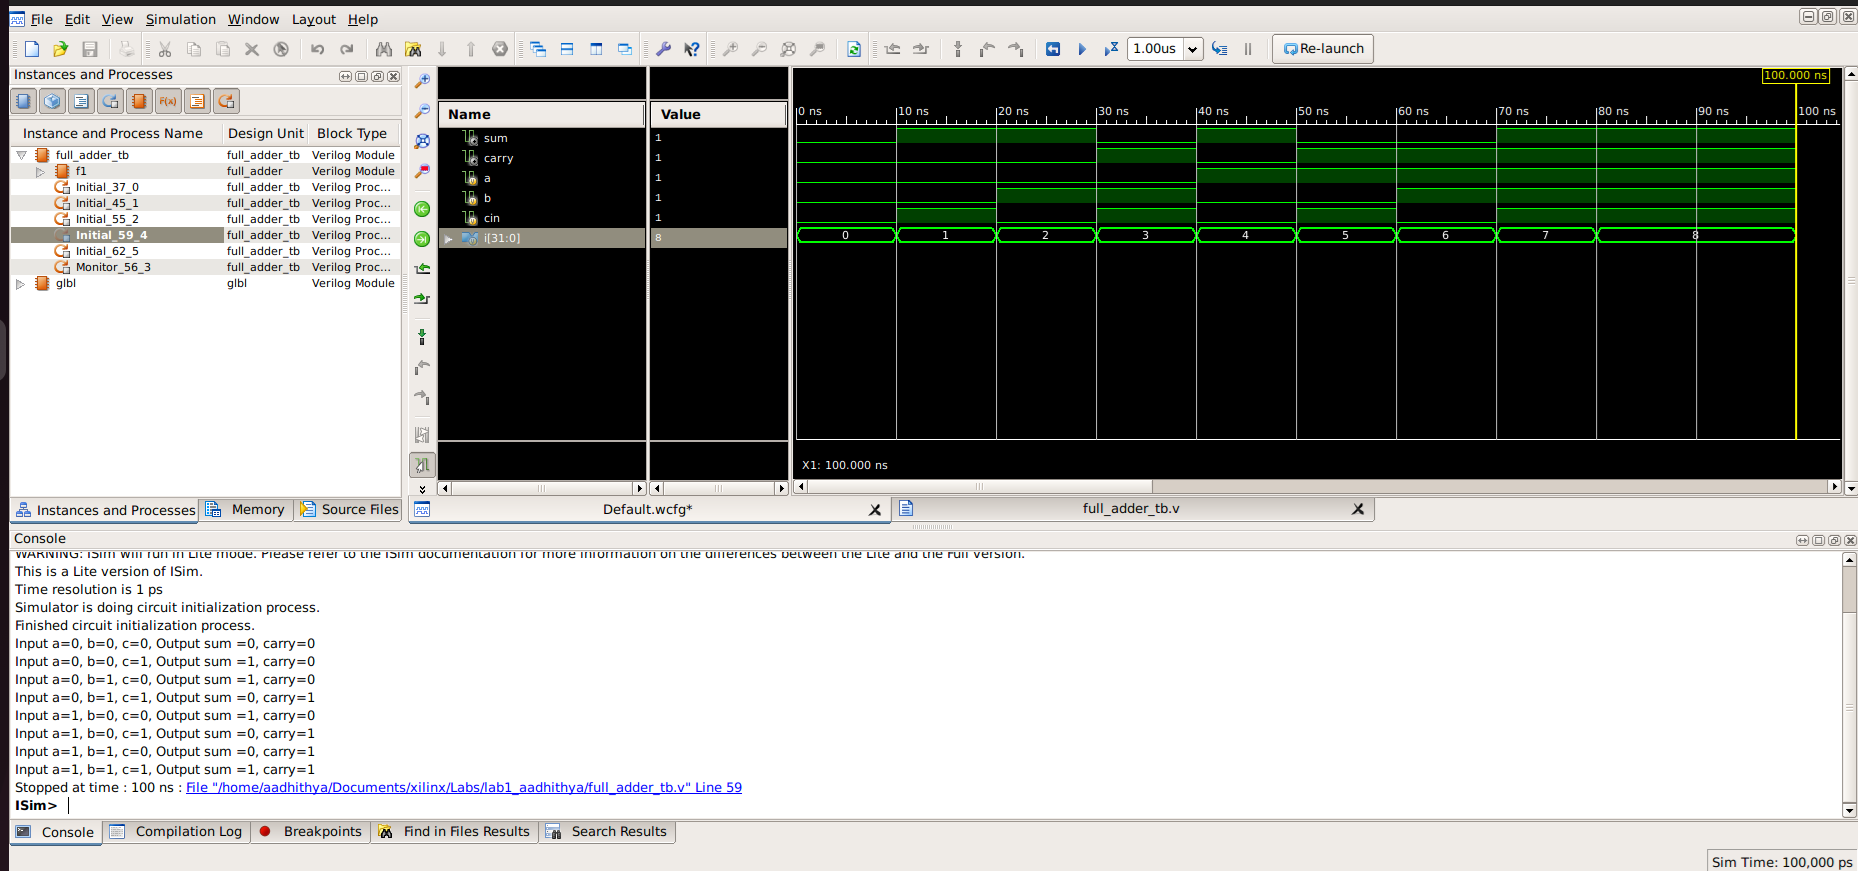 File Edit View Simulation Window Layout Help
1.00us Re-launch
Instances and Processes
Instance and Process Name Design Unit Block Type
full_adder_tb full_adder_tb Verilog Module
f1 full_adder Verilog Module
Initial_37_0 full_adder_tb Verilog Proc...
Initial_45_1 full_adder_tb Verilog Proc...
Initial_55_2 full_adder_tb Verilog Proc...
Initial_59_4 full_adder_tb Verilog Proc...
Initial_62_5 full_adder_tb Verilog Proc...
Monitor_56_3 full_adder_tb Verilog Proc...
glbl glbl Verilog Module
Instances and Processes Memory Source Files
Name Value
sum 1
carry 1
a 1
b 1
cin 1
i[31:0] 8
100.000 ns
0 ns 10 ns 20 ns 30 ns 40 ns 50 ns 60 ns 70 ns 80 ns 90 ns 100 ns
0 1 2 3 4 5 6 7 8
X1: 100.000 ns
Default.wcfg* full_adder_tb.v
Console
WARNING: ISim will run in Lite mode. Please refer to the ISim documentation for more information on the differences between the Lite and the Full version.
This is a Lite version of ISim.
Time resolution is 1 ps
Simulator is doing circuit initialization process.
Finished circuit initialization process.
Input a=0, b=0, c=0, Output sum =0, carry=0
Input a=0, b=0, c=1, Output sum =1, carry=0
Input a=0, b=1, c=0, Output sum =1, carry=0
Input a=0, b=1, c=1, Output sum =0, carry=1
Input a=1, b=0, c=0, Output sum =1, carry=0
Input a=1, b=0, c=1, Output sum =0, carry=1
Input a=1, b=1, c=0, Output sum =0, carry=1
Input a=1, b=1, c=1, Output sum =1, carry=1
Stopped at time : 100 ns : File "/home/aadhithya/Documents/xilinx/Labs/lab1_aadhithya/full_adder_tb.v" Line 59
ISim>
Console Compilation Log Breakpoints Find in Files Results Search Results
Sim Time: 100,000 ps